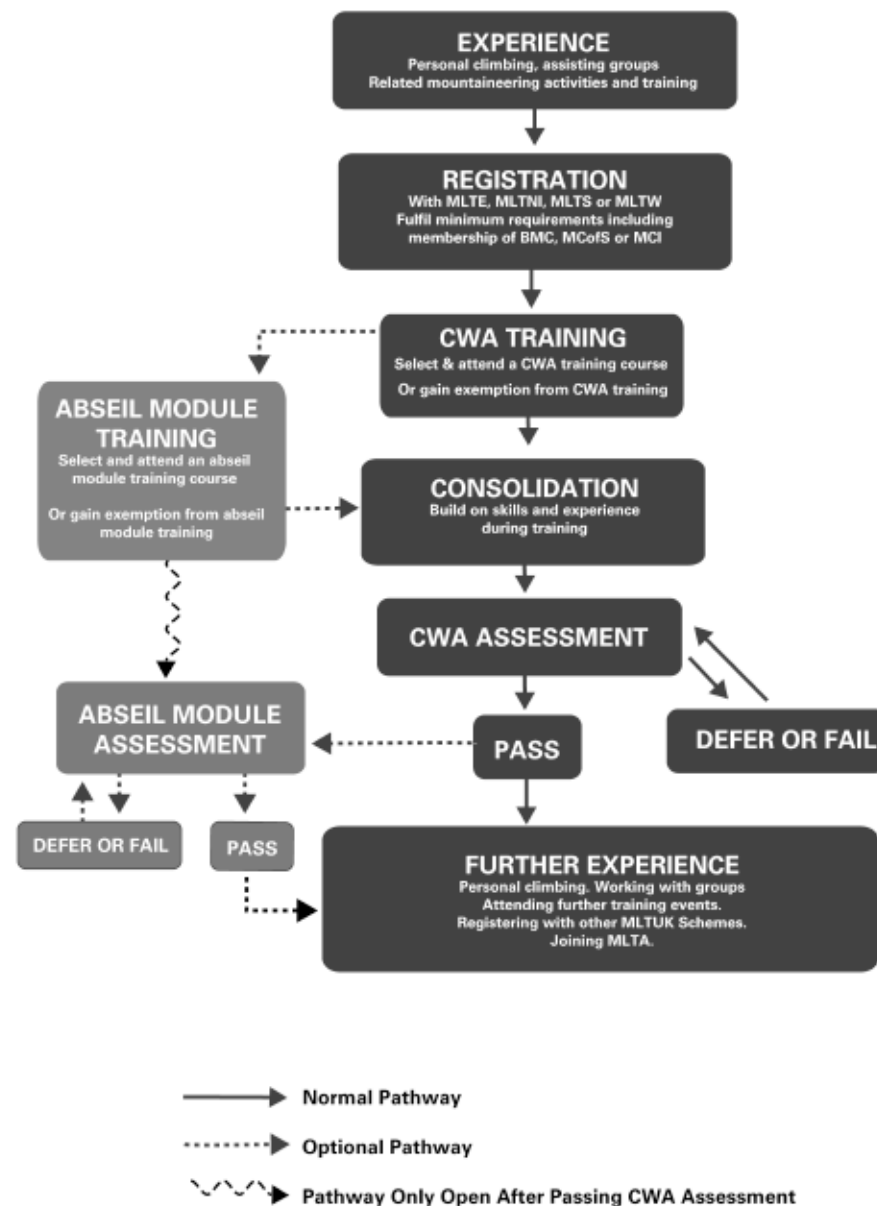 EXPERIENCE
Personal climbing, assisting groups
Related mountaineering activities and training
REGISTRATION
With MLTE, MLTNI, MLTS or MLTW
Fulfil minimum requirements including
membership of BMC, MCofS or MCI
CWA TRAINING
Select & attend a CWA training course
Or gain exemption from CWA training
ABSEIL MODULE
TRAINING
Select and attend an abseil
module training course
Or gain exemption from abseil
module training
CONSOLIDATION
Build on skills and experience
during training
CWA ASSESSMENT
ABSEIL MODULE
ASSESSMENT
PASS
DEFER OR FAIL
DEFER OR FAIL
PASS
FURTHER EXPERIENCE
Personal climbing. Working with groups
Attending further training events.
Registering with other MLTUK Schemes.
Joining MLTA.
Normal Pathway
Optional Pathway
Pathway Only Open After Passing CWA Assessment